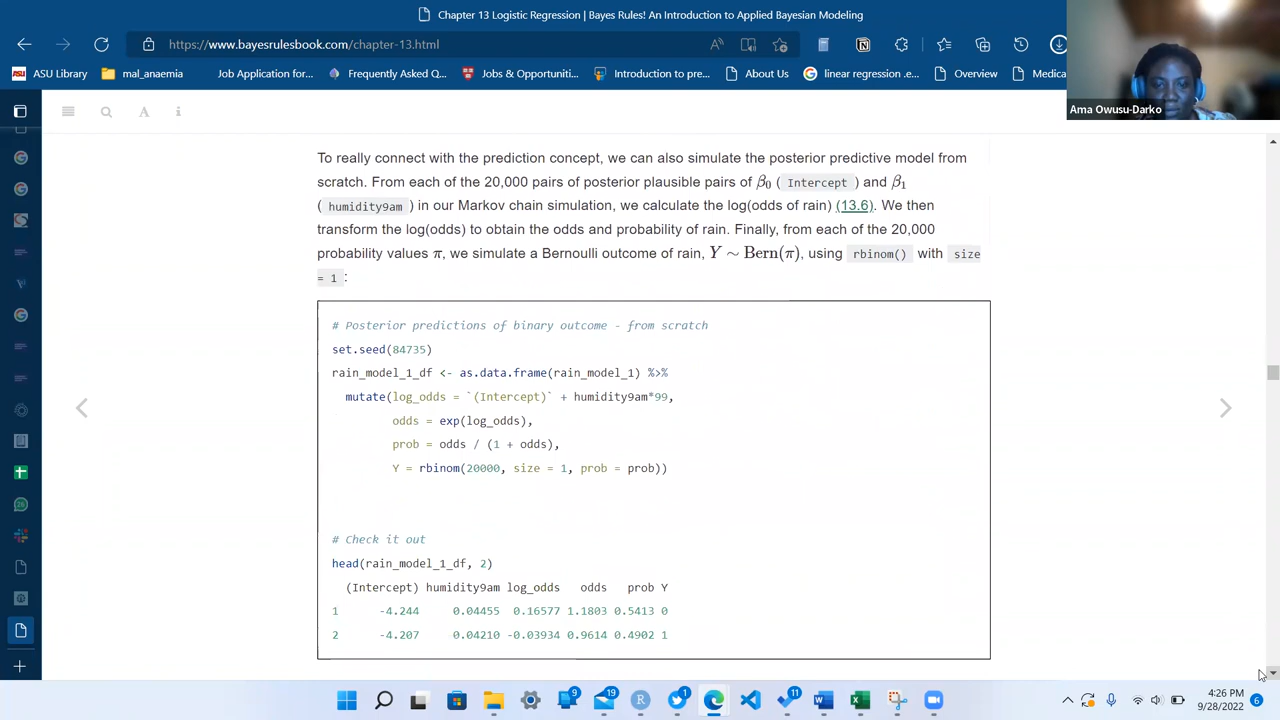 Chapter 13 Logistic Regression | Bayes Rules! An Introduction to Applied Bayesian Modeling
https://www.bayesrulesbook.com/chapter-13.html
ASU ASU Library mal_anaemia Job Application for... Frequently Asked Q... Jobs & Opportuniti... Introduction to pre... About Us linear regression .e... Overview Medica
Ama Owusu-Darko
To really connect with the prediction concept, we can also simulate the posterior predictive model from
scratch. From each of the 20,000 pairs of posterior plausible pairs of β0 ( Intercept ) and β1
( humidity9am ) in our Markov chain simulation, we calculate the log(odds of rain) (13.6). We then
transform the log(odds) to obtain the odds and probability of rain. Finally, from each of the 20,000
probability values π, we simulate a Bernoulli outcome of rain, Y ∼ Bern(π), using rbinom() with size
= 1 :
# Posterior predictions of binary outcome - from scratch
set.seed(84735)
rain_model_1_df <- as.data.frame(rain_model_1) %>%
mutate(log_odds = `(Intercept)` + humidity9am*99,
odds = exp(log_odds),
prob = odds / (1 + odds),
Y = rbinom(20000, size = 1, prob = prob))
# Check it out
head(rain_model_1_df, 2)
(Intercept) humidity9am log_odds odds prob Y
1 -4.244 0.04455 0.16577 1.1803 0.5413 0
2 -4.207 0.04210 -0.03934 0.9614 0.4902 1
9 19 1 11
4:26 PM
9/28/2022 6